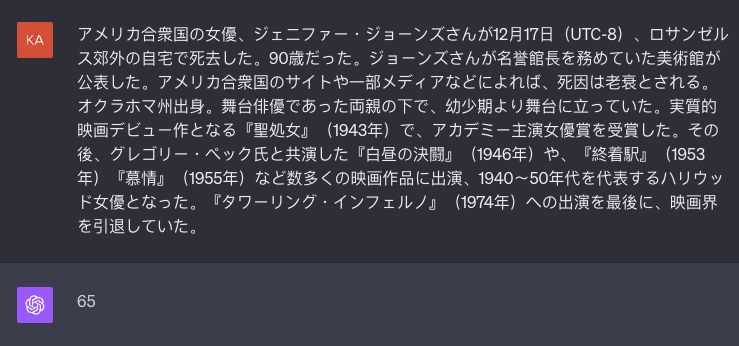 KA
アメリカ合衆国の女優、ジェニファー・ジョーンズさんが12月17日（UTC-8）、ロサンゼル
ス郊外の自宅で死去した。90歳だった。ジョーンズさんが名誉館長を務めていた美術館が
公表した。アメリカ合衆国のサイトや一部メディアなどによれば、死因は老衰とされる。
オクラホマ州出身。舞台俳優であった両親の下で、幼少期より舞台に立っていた。実質的
映画デビュー作となる『聖処女』（1943年）で、アカデミー主演女優賞を受賞した。その
後、グレゴリー・ペック氏と共演した『白昼の決闘』（1946年）や、『終着駅』（1953
年）『慕情』（1955年）など数多くの映画作品に出演、1940〜50年代を代表するハリウッ
ド女優となった。『タワーリング・インフェルノ』（1974年）への出演を最後に、映画界
を引退していた。
65